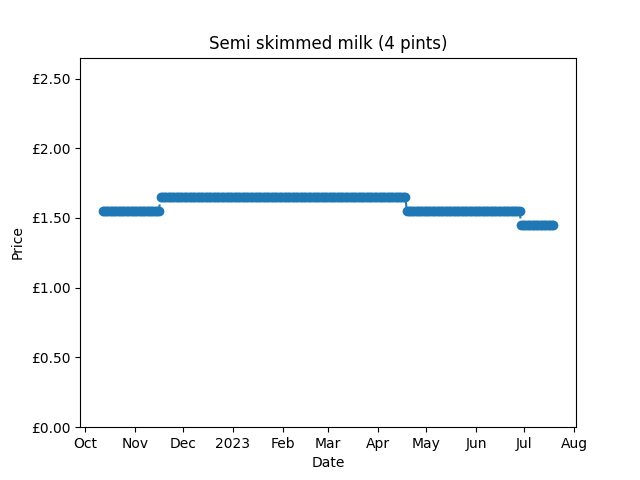 Semi skimmed milk (4 pints)
£2.50
£2.00
£1.50
£1.00
£0.50
£0.00
Price
Oct Nov Dec 2023 Feb Mar Apr May Jun Jul Aug
Date